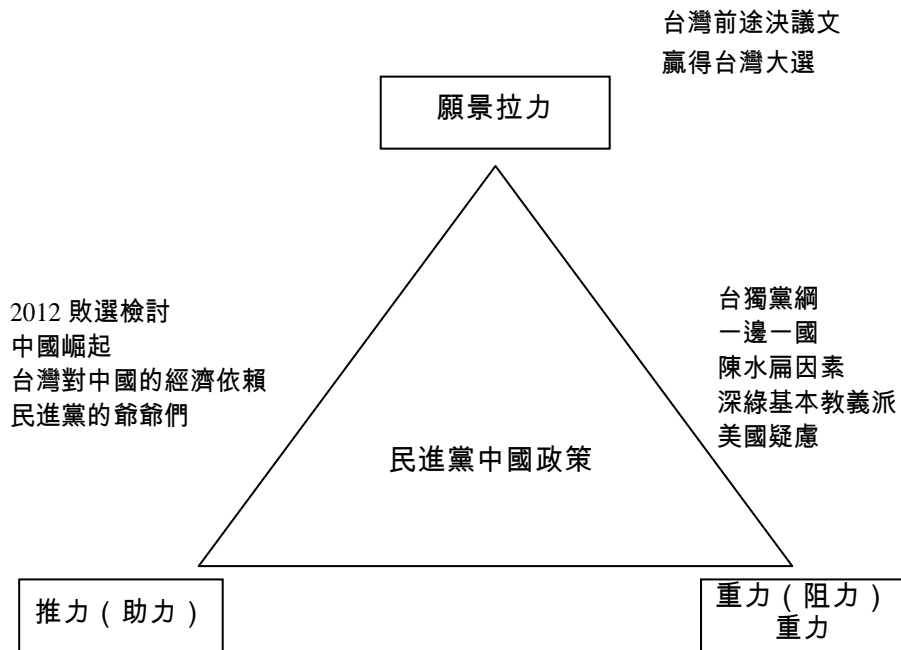 台灣前途決議文
贏得台灣大選
願景拉力
2012 敗選檢討
中國崛起
台灣對中國的經濟依賴
民進黨的爺爺們
台獨黨綱
一邊一國
陳水扁因素
深綠基本教義派
美國疑慮
民進黨中國政策
推力（助力）
重力（阻力）
重力